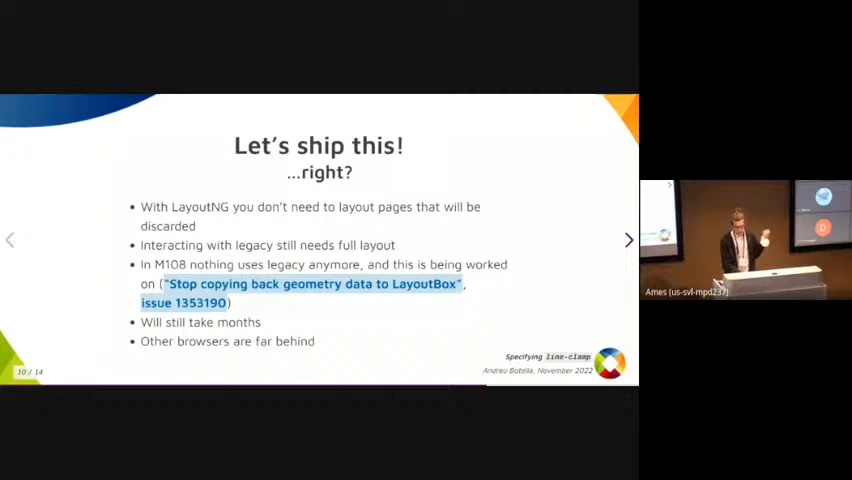 Let's ship this!
...right?
With LayoutNG you don't need to layout pages that will be
discarded
Interacting with legacy still needs full layout
In M108 nothing uses legacy anymore, and this is being worked
on ("Stop copying back geometry data to LayoutBox",
issue 1353190)
Will still take months
Other browsers are far behind
10 / 14
Specifying line-clamp
Andreu Botella, November 2022
Ames (us-svl-mpd237)
D